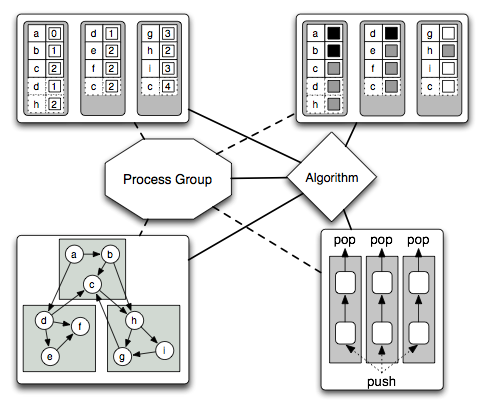 a 0 d 1 g 3
b 1 e 2 h 2
c 2 f 2 i 3
d 1 c 2 c 4
h 2
a d g
b e h
c f i
d c c
h
Process Group
Algorithm
a b
c
d f
e
h
g i
pop pop pop
push